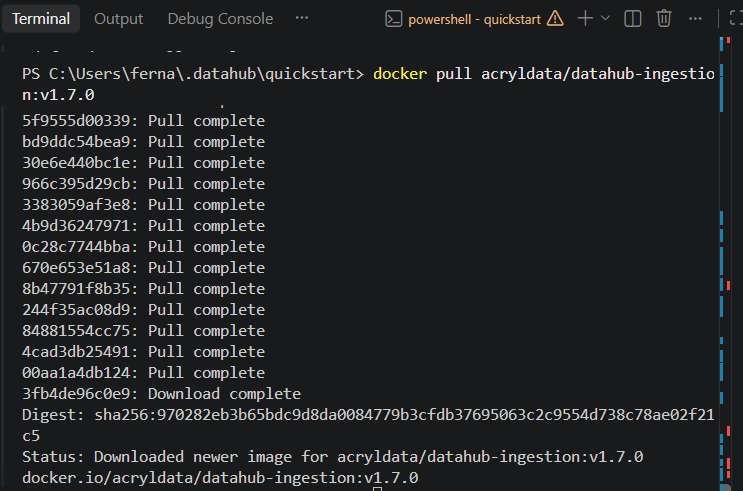 Terminal Output Debug Console ··· powershell - quickstart
PS C:\Users\ferna\.datahub\quickstart> docker pull acryldata/datahub-ingestio
n:v1.7.0
5f9555d00339: Pull complete
bd9ddc54bea9: Pull complete
30e6e440bc1e: Pull complete
966c395d29cb: Pull complete
3383059af3e8: Pull complete
4b9d36247971: Pull complete
0c28c7744bba: Pull complete
670e653e51a8: Pull complete
8b47791f8b35: Pull complete
244f35ac08d9: Pull complete
84881554cc75: Pull complete
4cad3db25491: Pull complete
00aa1a4db124: Pull complete
3fb4de96c0e9: Download complete
Digest: sha256:970282eb3b65bdc9d8da0084779b3cfdb37695063c2c9554d738c78ae02f21
c5
Status: Downloaded newer image for acryldata/datahub-ingestion:v1.7.0
docker.io/acryldata/datahub-ingestion:v1.7.0